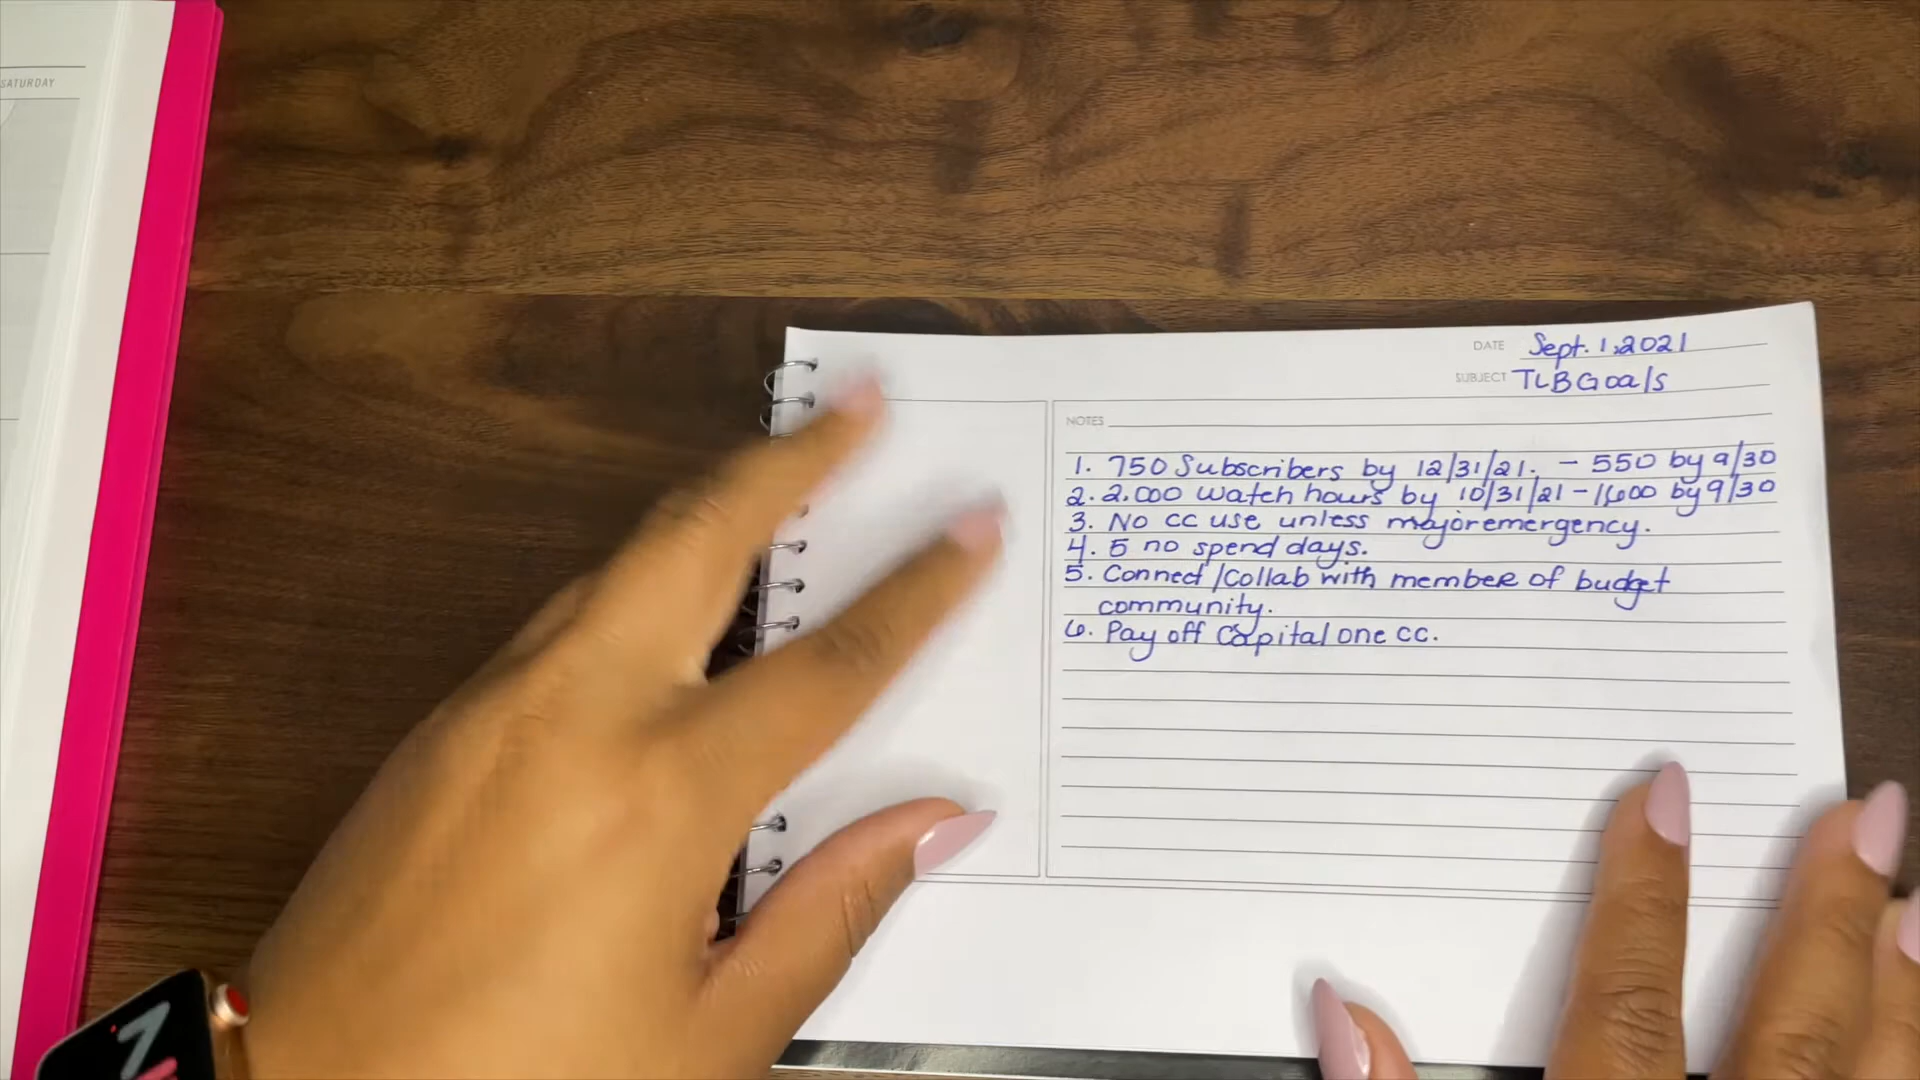 SATURDAY
DATE Sept. 1, 2021
SUBJECT TLB Goals
NOTES
1. 750 Subscribers by 12/31/21. - 550 by 9/30
2. 2,000 watch hours by 10/31/21 - 1600 by 9/30
3. No cc use unless major emergency.
4. 5 no spend days.
5. Connect/Collab with member of budget
community.
6. Pay off Capital one cc.